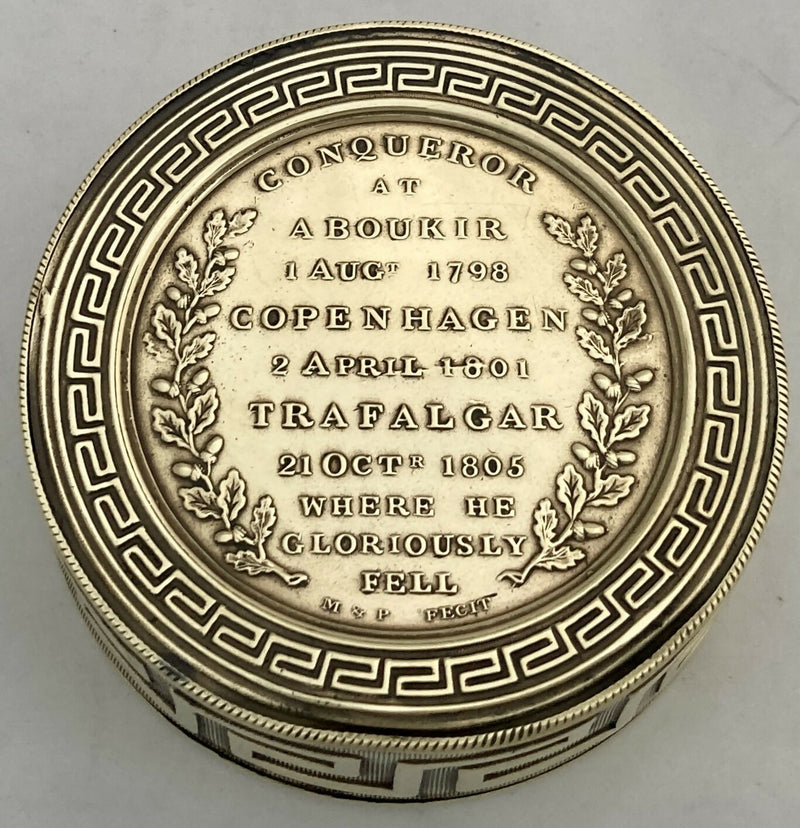 CONQUEROR
AT
ABOUKIR
1 AUGT 1798
COPENHAGEN
2 APRIL 1801
TRAFALGAR
21 OCTR 1805
WHERE HE
GLORIOUSLY
FELL
M & P FECIT